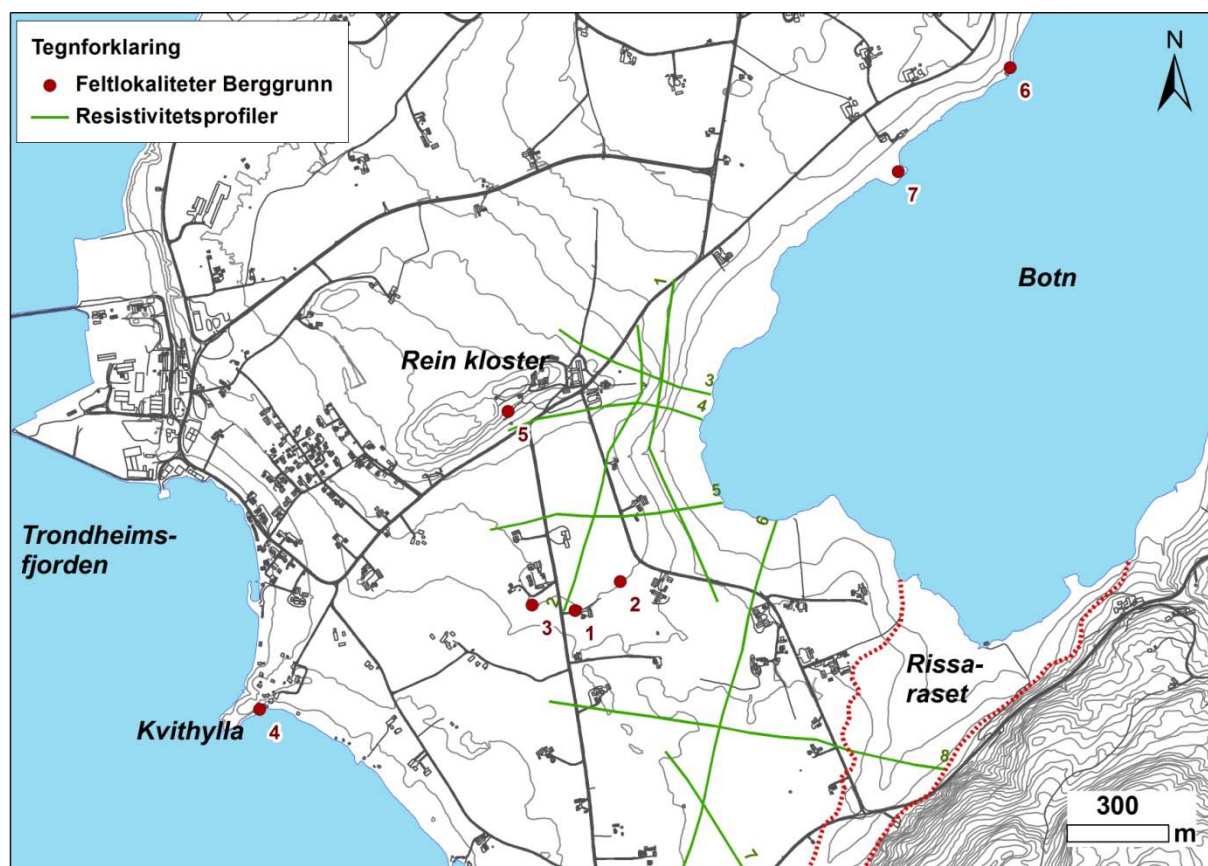 Tegnforklaring
Feltlokaliteter Berggrunn
Resistivitetsprofiler
N
6
7
Botn
1
Rein kloster
3
4
5
5
6
Trondheims-
fjorden
2
2
3
1
Rissa-
raset
Kvithylla
4
8
7
300
m